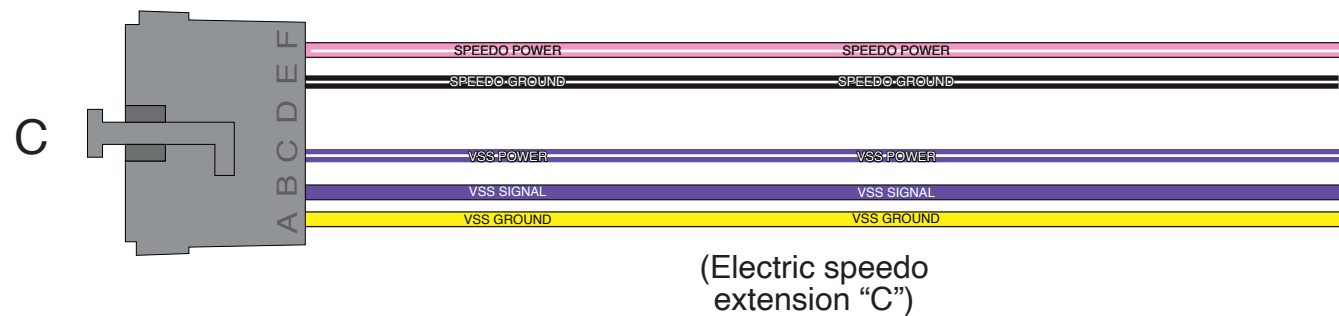 C
F
SPEEDO POWER SPEEDO POWER
E
SPEEDO GROUND SPEEDO GROUND
D
C
VSS POWER VSS POWER
B
VSS SIGNAL VSS SIGNAL
A
VSS GROUND VSS GROUND
(Electric speedo
extension “C”)